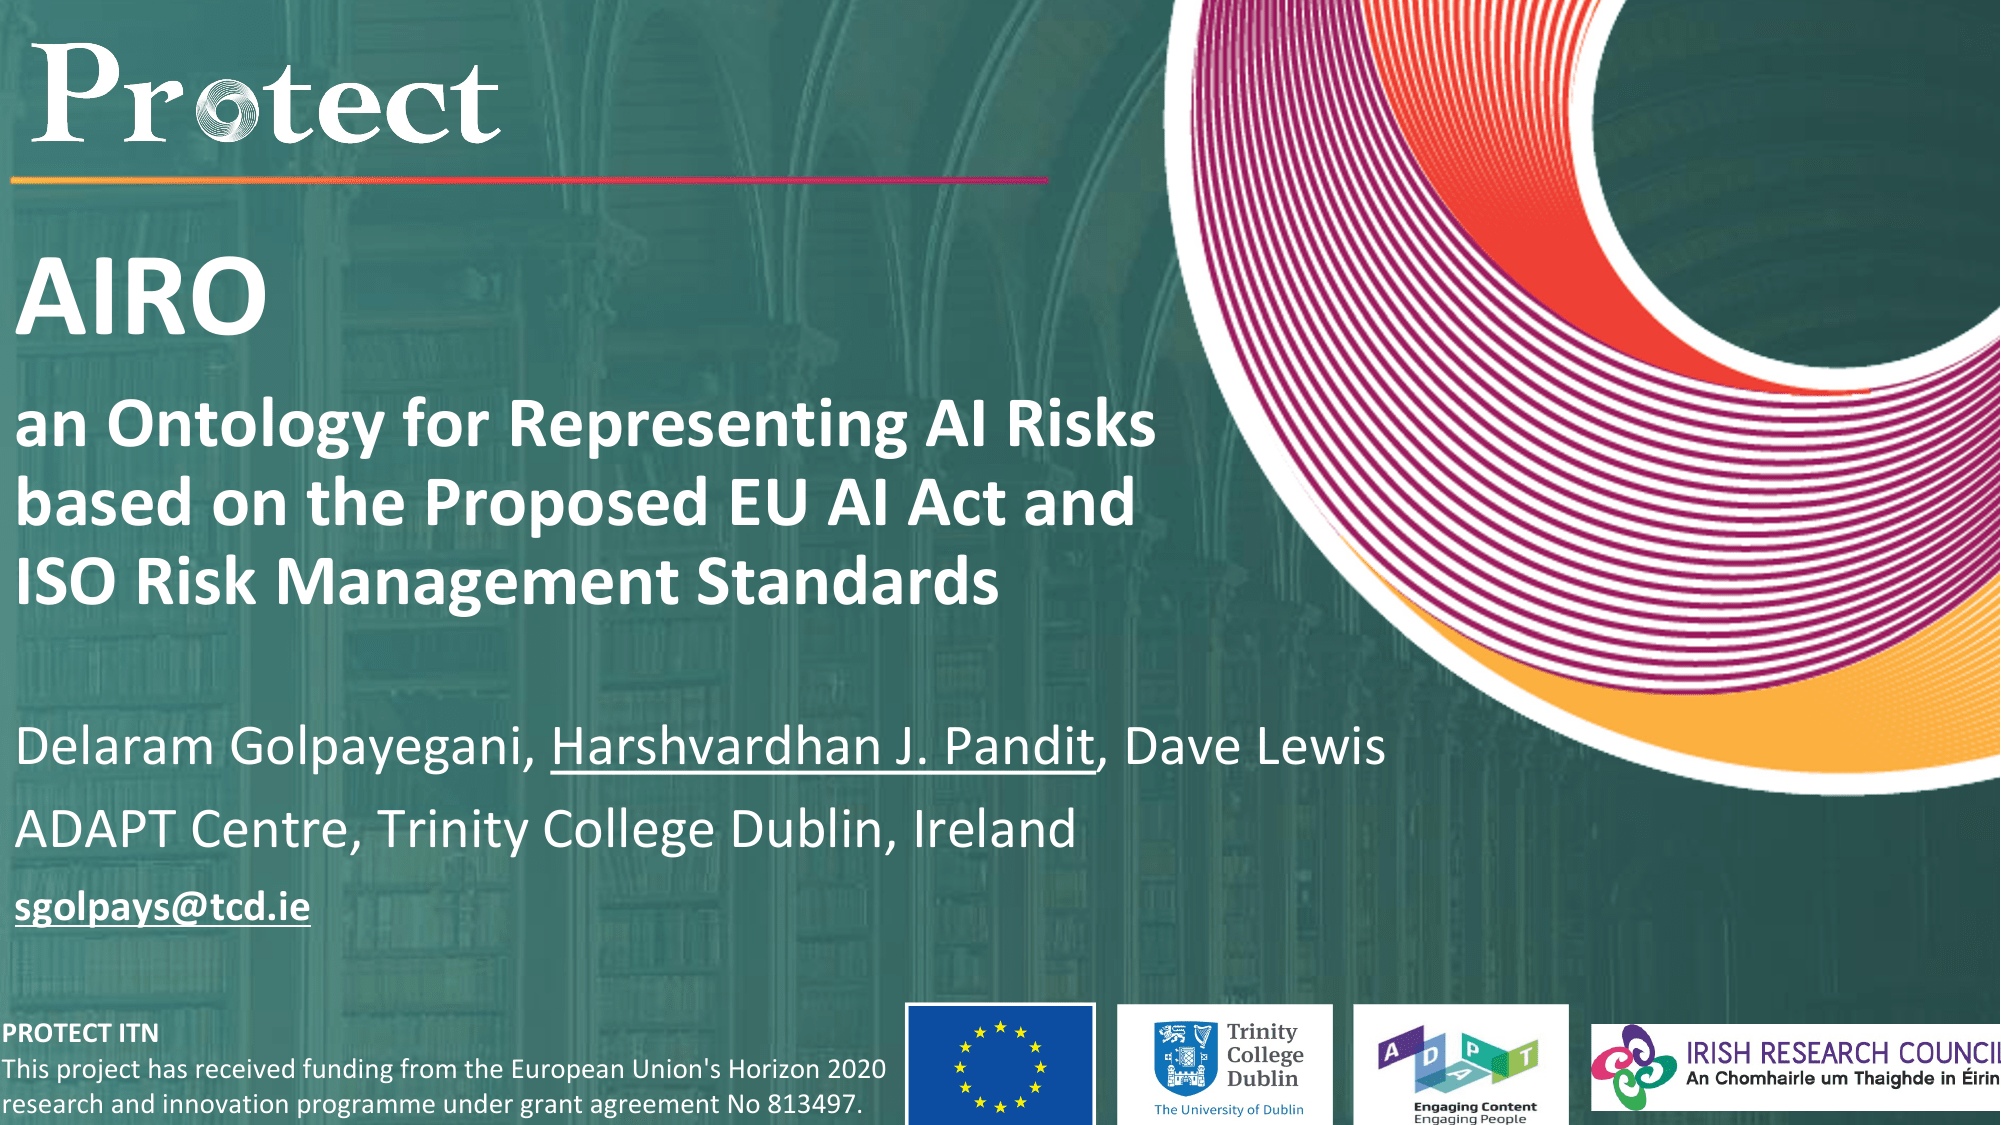 Protect
AIRO
an Ontology for Representing AI Risks
based on the Proposed EU AI Act and
ISO Risk Management Standards
Delaram Golpayegani, Harshvardhan J. Pandit, Dave Lewis
ADAPT Centre, Trinity College Dublin, Ireland
sgolpays@tcd.ie
PROTECT ITN
This project has received funding from the European Union's Horizon 2020
research and innovation programme under grant agreement No 813497.
Trinity
College
Dublin
The University of Dublin
ADAPT
Engaging Content
Engaging People
IRISH RESEARCH COUNCIL
An Chomhairle um Thaighde in Éirin